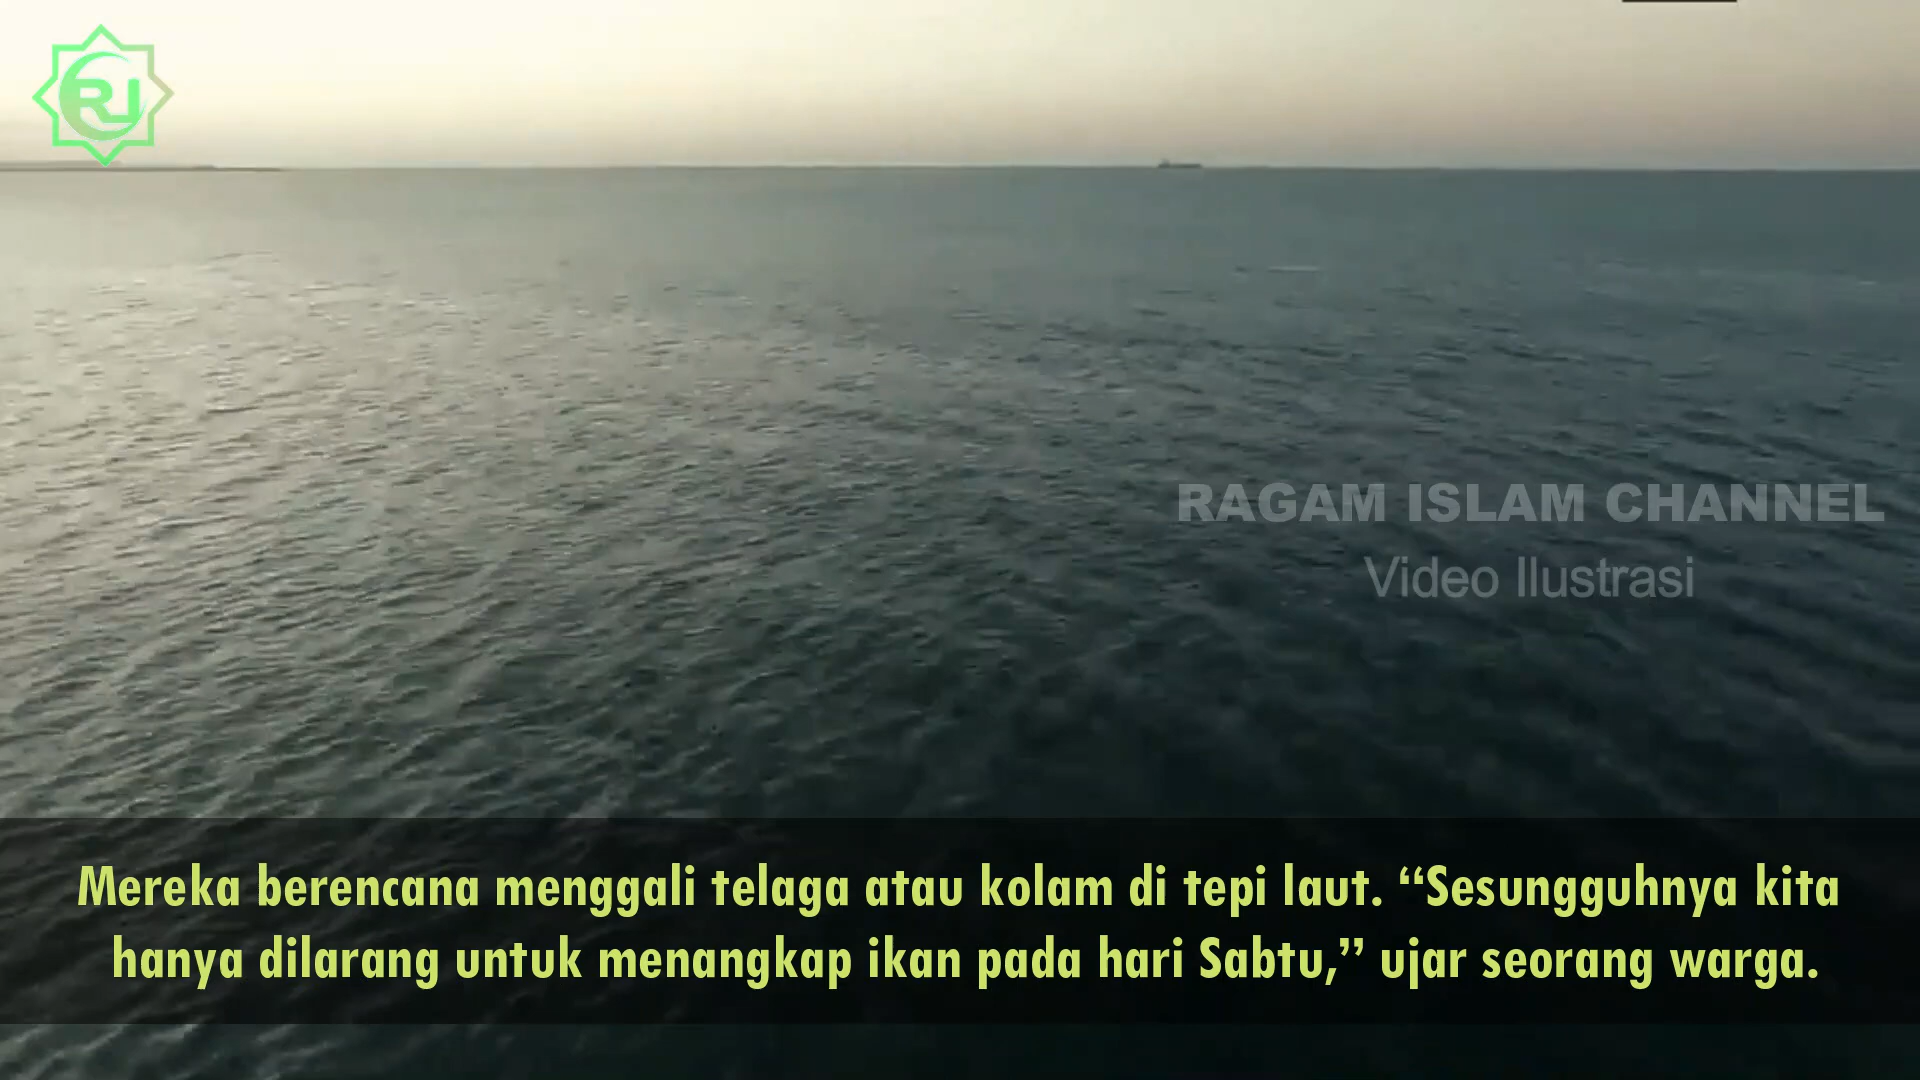 RJ
RAGAM ISLAM CHANNEL
Video Ilustrasi
Mereka berencana menggali telaga atau kolam di tepi laut. “Sesungguhnya kita
hanya dilarang untuk menangkap ikan pada hari Sabtu,” ujar seorang warga.